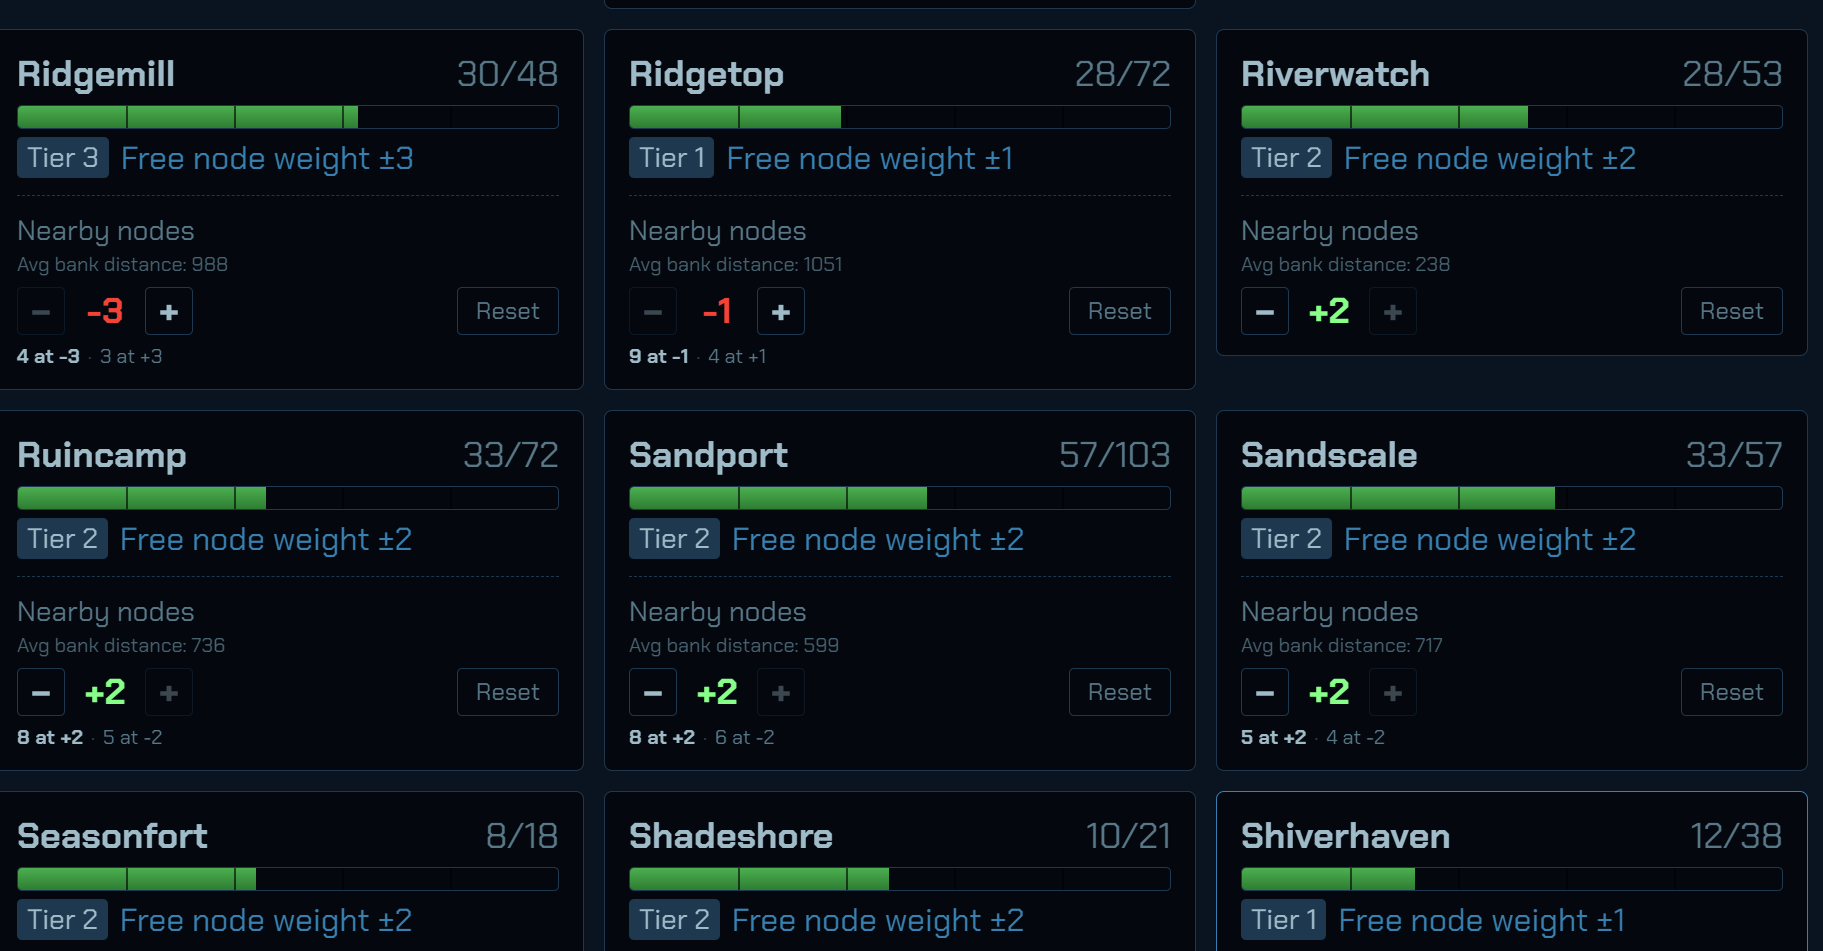 Ridgemill 30/48
Tier 3 Free node weight ±3
Nearby nodes
Avg bank distance: 988
− -3 + Reset
4 at -3 · 3 at +3
Ridgetop 28/72
Tier 1 Free node weight ±1
Nearby nodes
Avg bank distance: 1051
− -1 + Reset
9 at -1 · 4 at +1
Riverwatch 28/53
Tier 2 Free node weight ±2
Nearby nodes
Avg bank distance: 238
− +2 + Reset
Ruincamp 33/72
Tier 2 Free node weight ±2
Nearby nodes
Avg bank distance: 736
− +2 + Reset
8 at +2 · 5 at -2
Sandport 57/103
Tier 2 Free node weight ±2
Nearby nodes
Avg bank distance: 599
− +2 + Reset
8 at +2 · 6 at -2
Sandscale 33/57
Tier 2 Free node weight ±2
Nearby nodes
Avg bank distance: 717
− +2 + Reset
5 at +2 · 4 at -2
Seasonfort 8/18
Tier 2 Free node weight ±2
Shadeshore 10/21
Tier 2 Free node weight ±2
Shiverhaven 12/38
Tier 1 Free node weight ±1